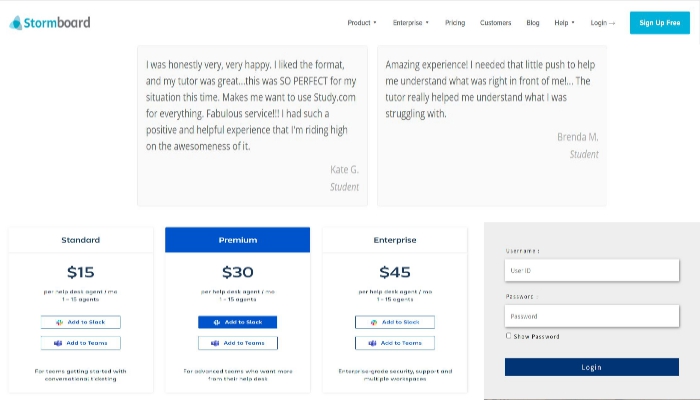 Stormboard
Product
Enterprise
Pricing
Customers
Blog
Help
Login →
Sign Up Free
I was honestly very, very happy. I liked the format,
and my tutor was great...this was SO PERFECT for my
situation this time. Makes me want to use Study.com
for everything. Fabulous service!!! I had such a
positive and helpful experience that I'm riding high
on the awesomeness of it.
Kate G.
Student
Amazing experience! I needed that little push to help
me understand what was right in front of me!... The
tutor really helped me understand what I was
struggling with.
Brenda M.
Student
Standard
$15
per help desk agent / mo
1 - 15 agents
Add to Slack
Add to Teams
For teams getting started with
conversational ticketing
Premium
$30
per help desk agent / mo
1 - 15 agents
Add to Slack
Add to Teams
For advanced teams who want more
from their help desk
Enterprise
$45
per help desk agent / mo
1 - 15 agents
Add to Slack
Add to Teams
Enterprise-grade security, support and
multiple workspaces
Username :
User ID
Password :
Password
Show Password
Login